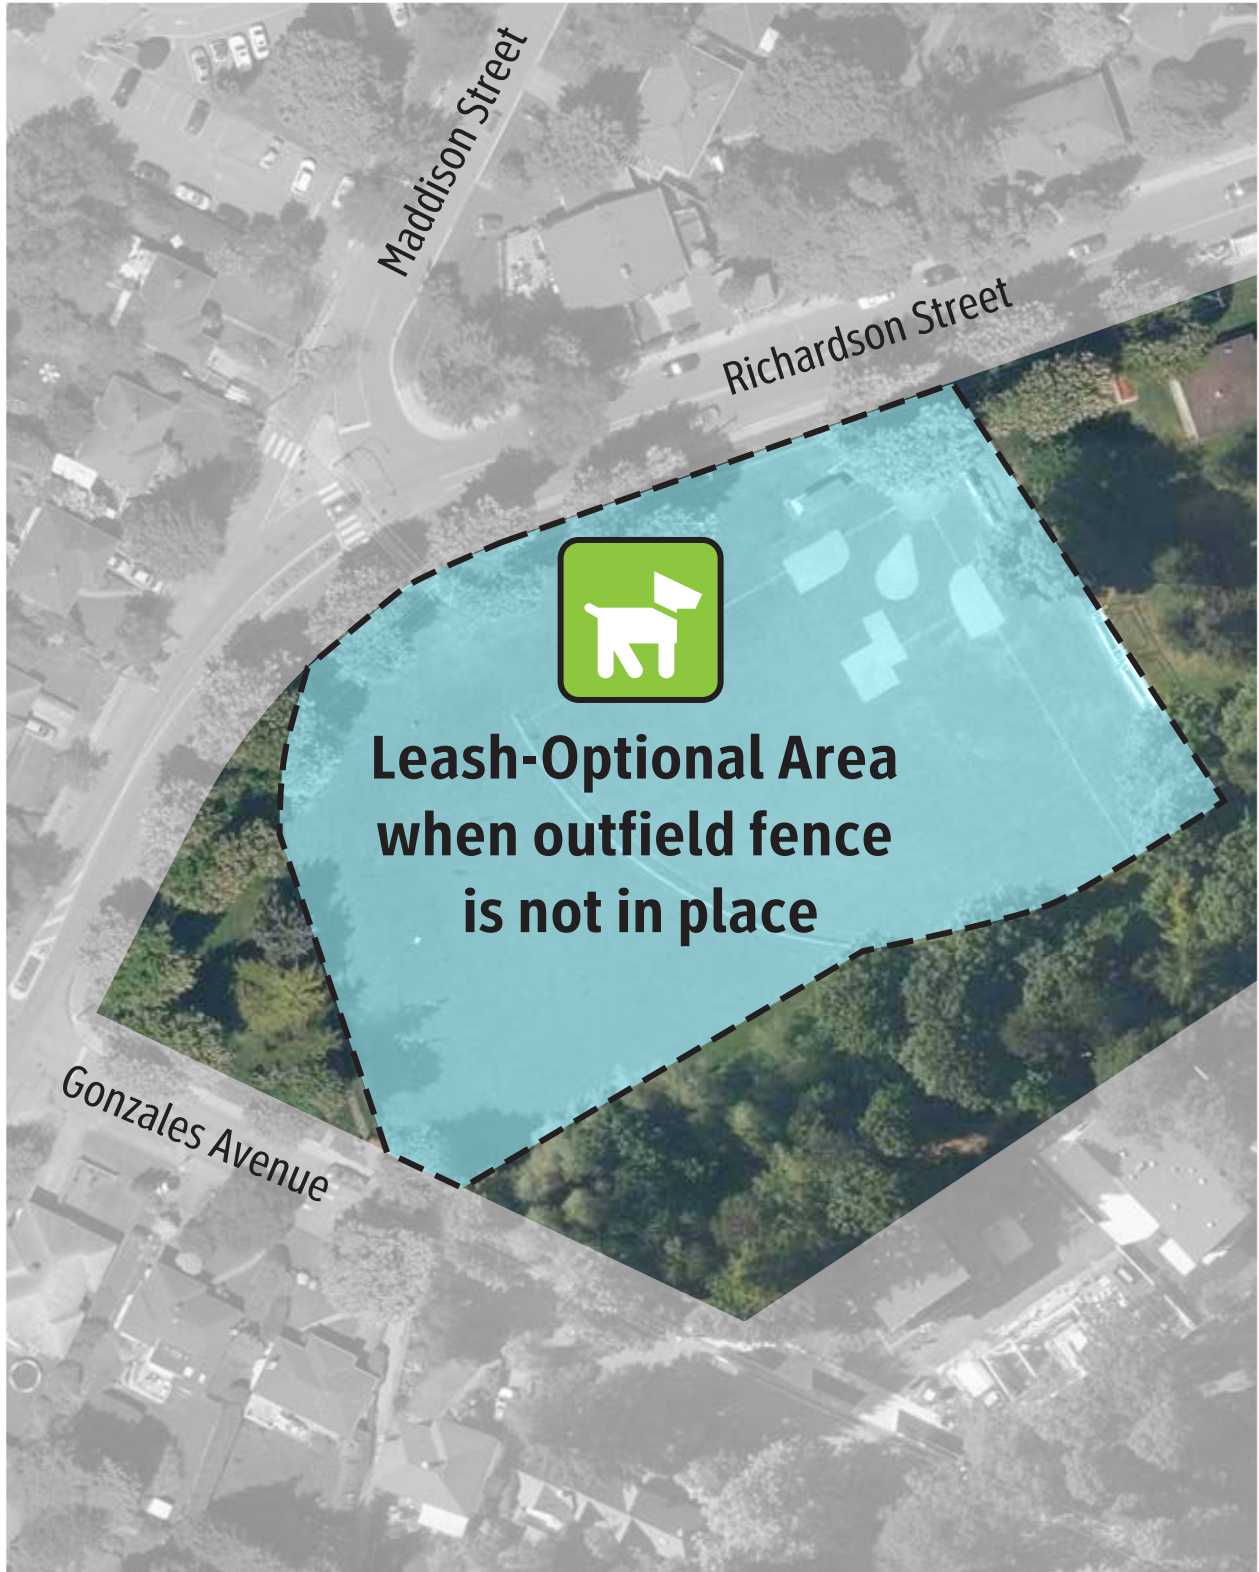 Maddison Street
Richardson Street
Leash-Optional Area
when outfield fence
is not in place
Gonzales Avenue